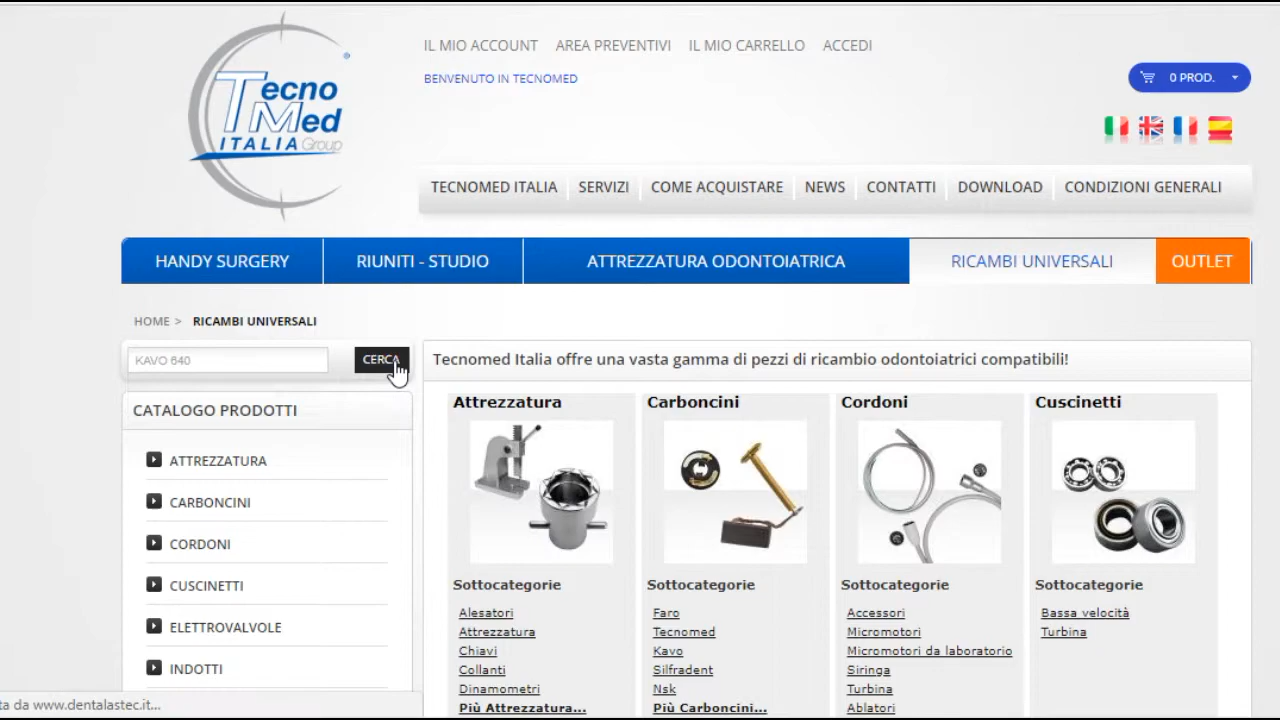 IL MIO ACCOUNT AREA PREVENTIVI IL MIO CARRELLO ACCEDI
BENVENUTO IN TECNOMED
0 PROD.
Tecno
Med
ITALIA Group
TECNOMED ITALIA SERVIZI COME ACQUISTARE NEWS CONTATTI DOWNLOAD CONDIZIONI GENERALI
HANDY SURGERY RIUNITI - STUDIO ATTREZZATURA ODONTOIATRICA RICAMBI UNIVERSALI OUTLET
HOME > RICAMBI UNIVERSALI
KAVO 640 CERCA
Tecnomed Italia offre una vasta gamma di pezzi di ricambio odontoiatrici compatibili!
CATALOGO PRODOTTI
ATTREZZATURA
CARBONCINI
CORDONI
CUSCINETTI
ELETTROVALVOLE
INDOTTI
Attrezzatura
Sottocategorie
Alesatori
Attrezzatura
Chiavi
Collanti
Dinamometri
Più Attrezzatura...
Carboncini
Sottocategorie
Faro
Tecnomed
Kavo
Silfradent
Nsk
Più Carboncini...
Cordoni
Sottocategorie
Accessori
Micromotori
Micromotori da laboratorio
Siringa
Turbina
Ablatori
Cuscinetti
Sottocategorie
Bassa velocità
Turbina
ta da www.dentalastec.it...